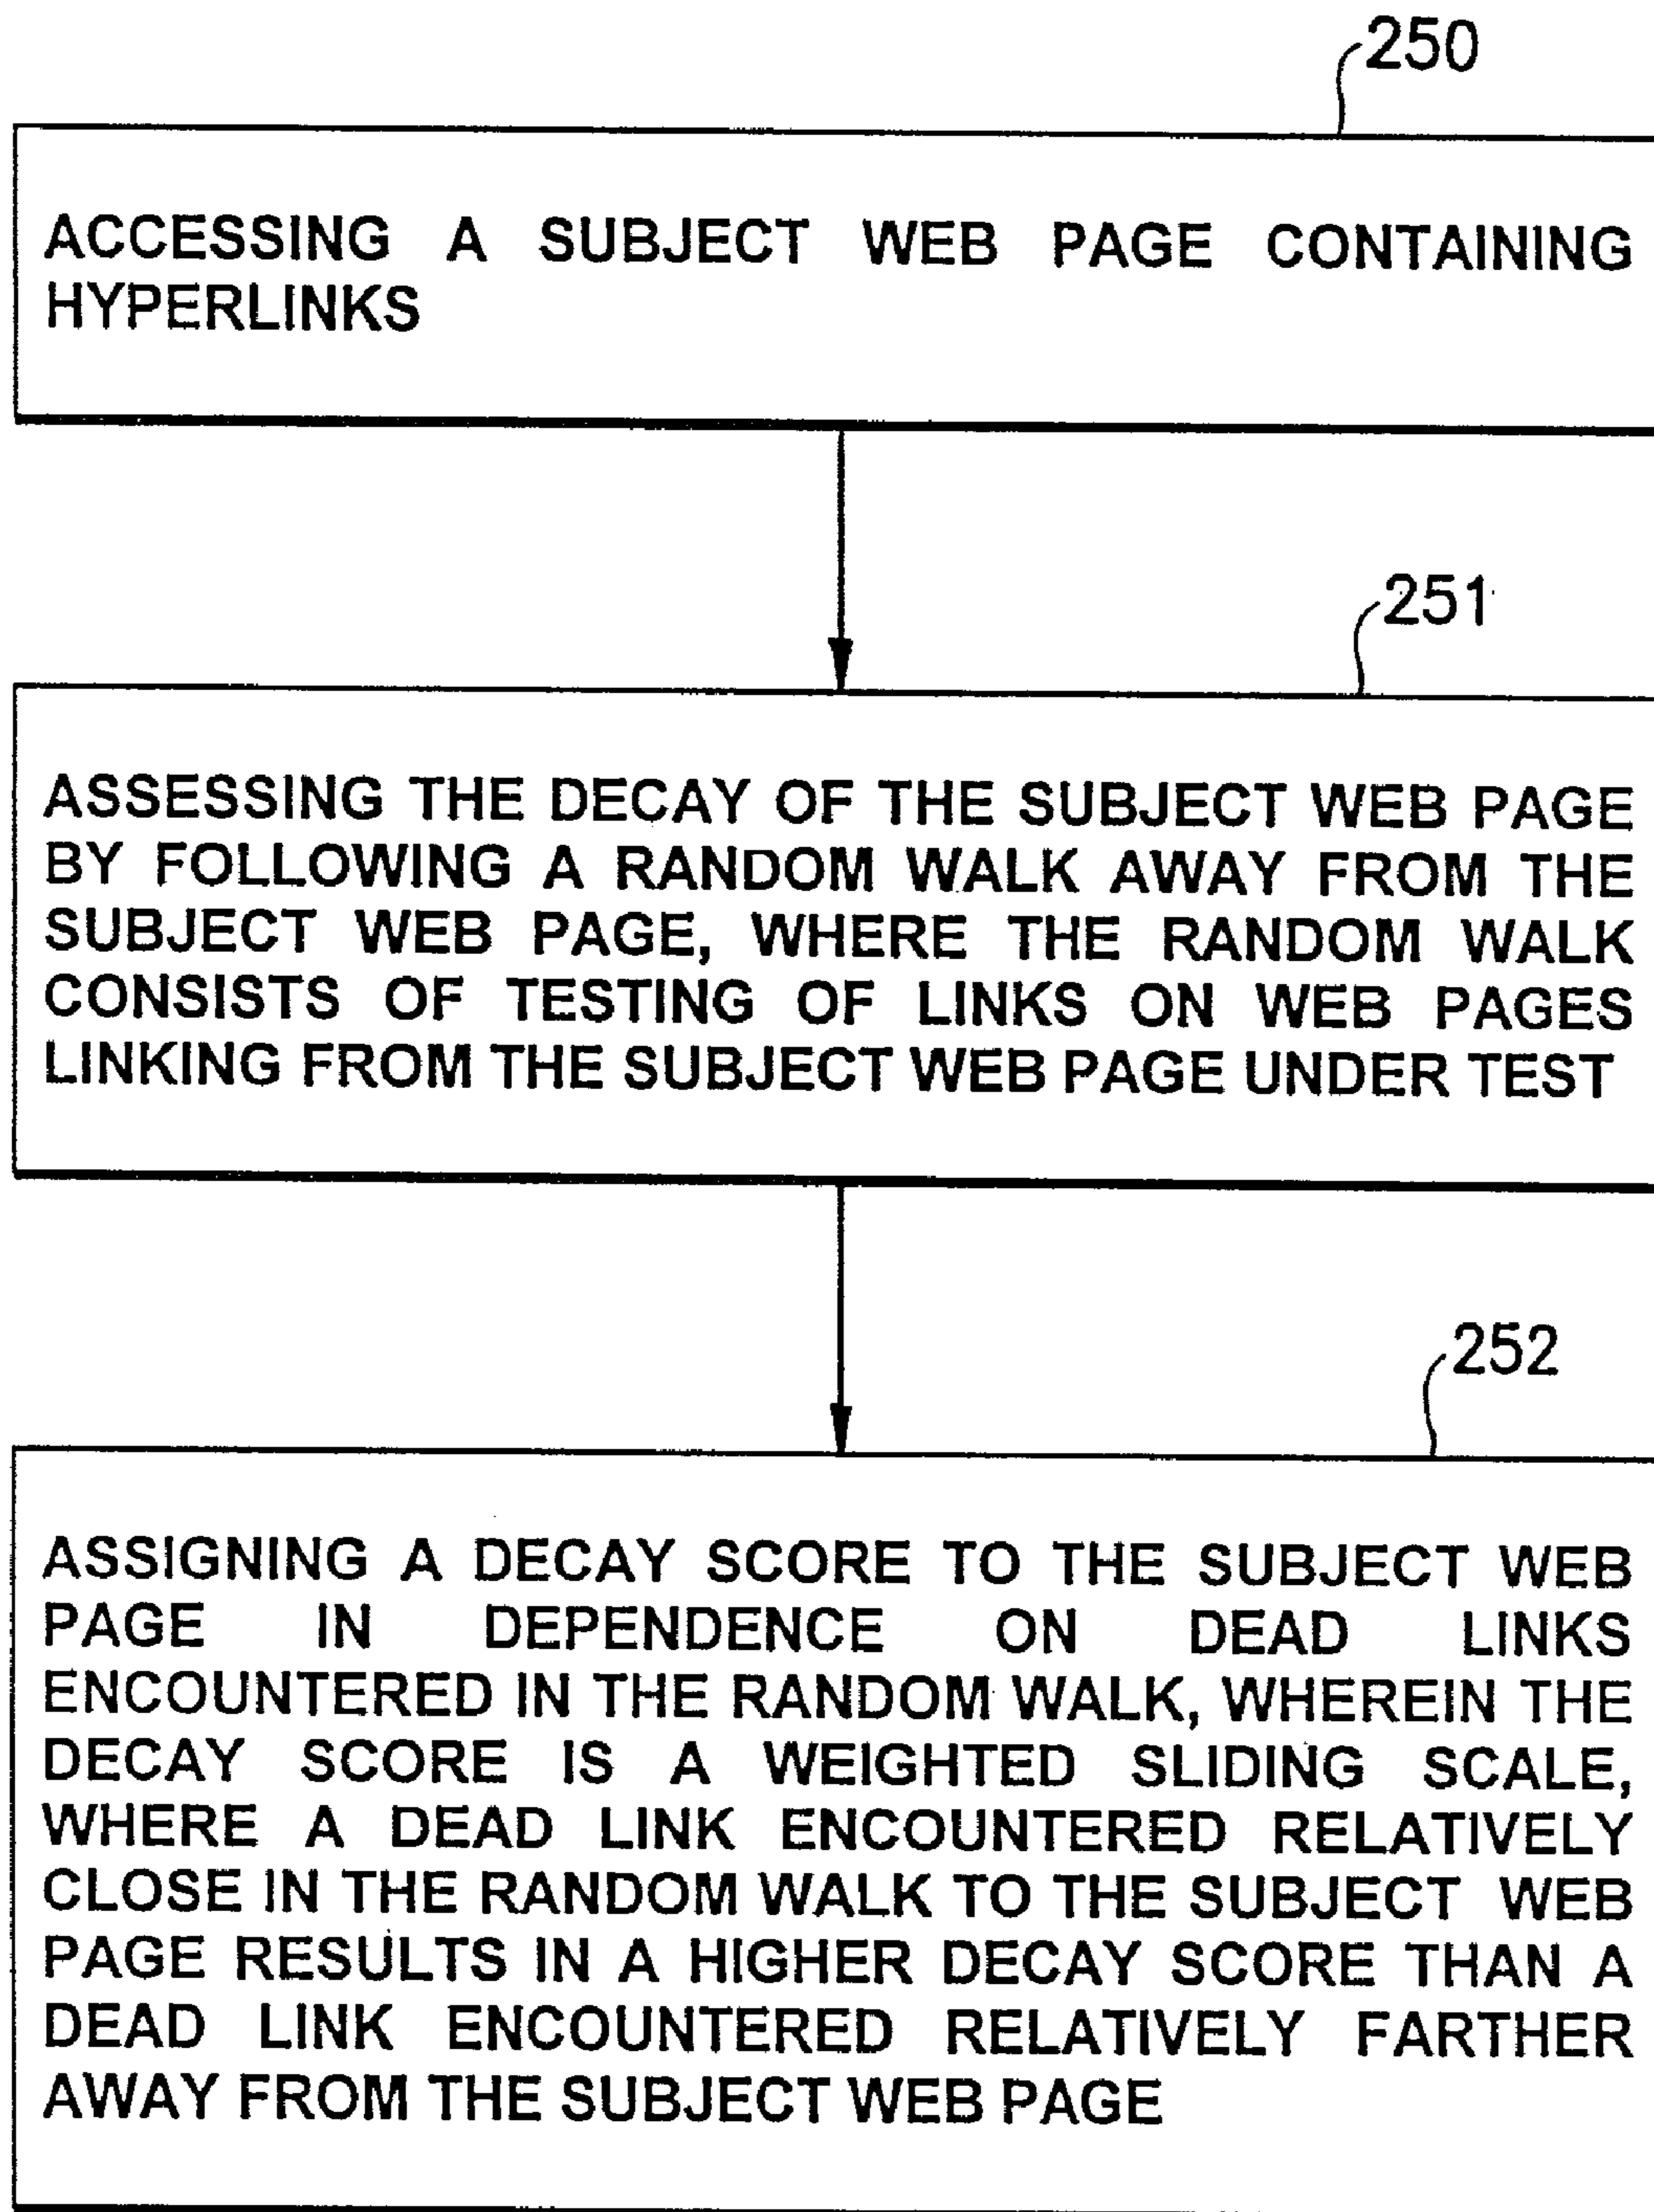 250
ACCESSING A SUBJECT WEB PAGE CONTAINING
HYPERLINKS
251
ASSESSING THE DECAY OF THE SUBJECT WEB PAGE
BY FOLLOWING A RANDOM WALK AWAY FROM THE
SUBJECT WEB PAGE, WHERE THE RANDOM WALK
CONSISTS OF TESTING OF LINKS ON WEB PAGES
LINKING FROM THE SUBJECT WEB PAGE UNDER TEST
252
ASSIGNING A DECAY SCORE TO THE SUBJECT WEB
PAGE IN DEPENDENCE ON DEAD LINKS
ENCOUNTERED IN THE RANDOM WALK, WHEREIN THE
DECAY SCORE IS A WEIGHTED SLIDING SCALE,
WHERE A DEAD LINK ENCOUNTERED RELATIVELY
CLOSE IN THE RANDOM WALK TO THE SUBJECT WEB
PAGE RESULTS IN A HIGHER DECAY SCORE THAN A
DEAD LINK ENCOUNTERED RELATIVELY FARTHER
AWAY FROM THE SUBJECT WEB PAGE